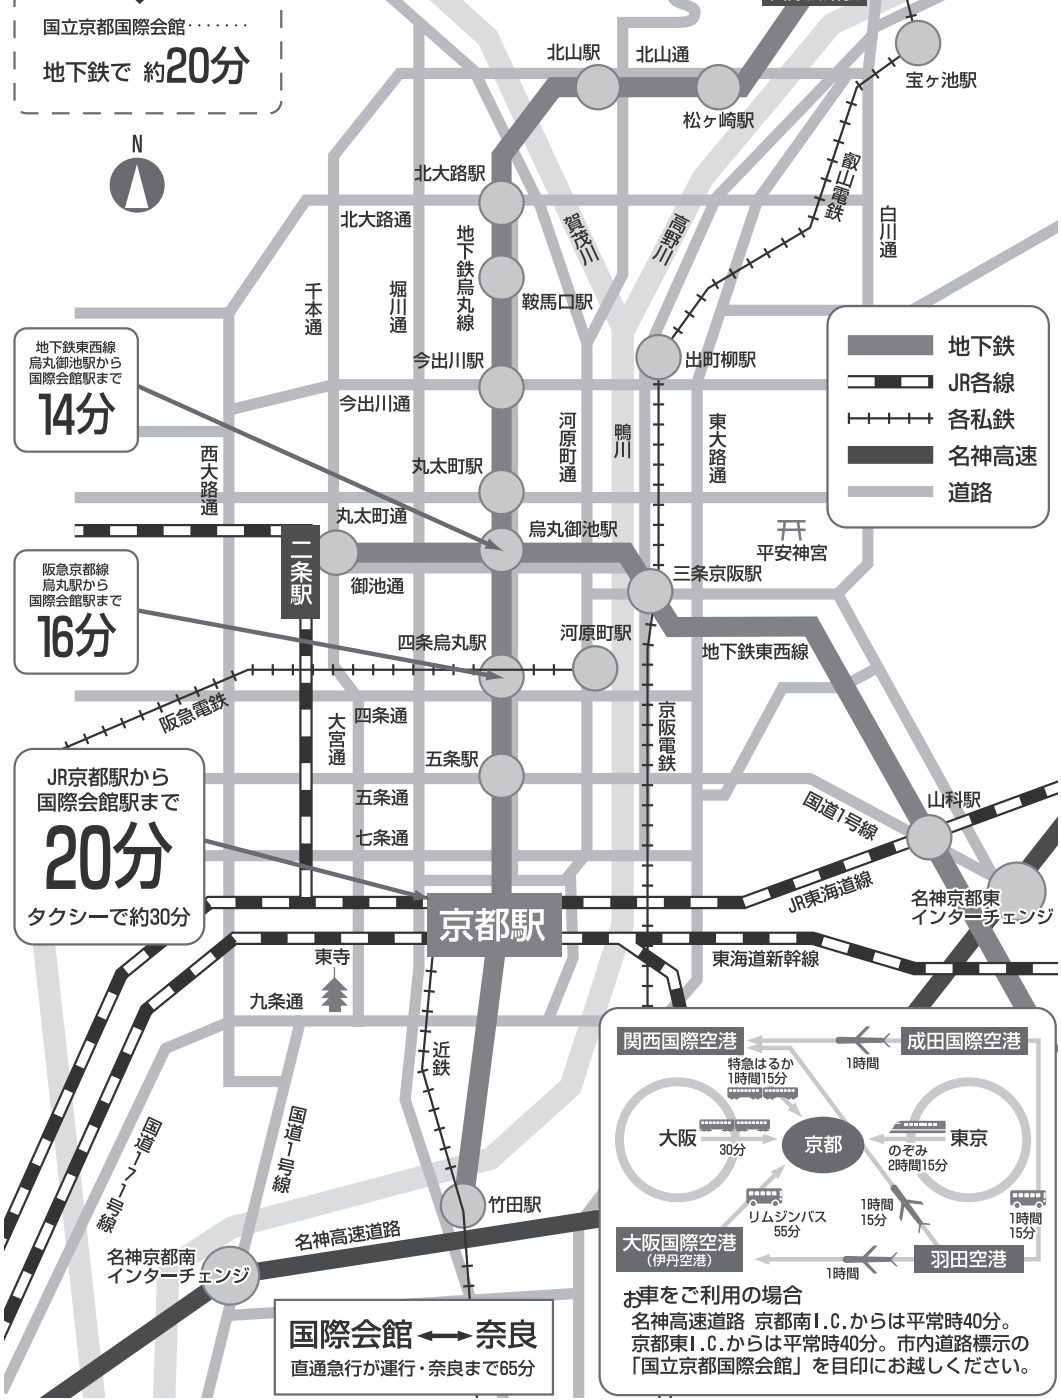 国立京都国際会館‥‥‥‥
地下鉄で 約20分
N
北山駅
北山通
松ヶ崎駅
宝ヶ池駅
叡山電鉄
白川通
北大路駅
北大路通
地下鉄烏丸線
賀茂川
高野川
千本通
堀川通
鞍馬口駅
今出川駅
今出川通
出町柳駅
地下鉄
JR各線
各私鉄
名神高速
道路
地下鉄東西線
烏丸御池駅から
国際会館駅まで
14分
西大路通
丸太町駅
丸太町通
河原町通
鴨川
東大路通
烏丸御池駅
平安神宮
二条駅
御池通
三条京阪駅
阪急京都線
烏丸駅から
国際会館駅まで
16分
四条烏丸駅
河原町駅
地下鉄東西線
阪急電鉄
大宮通
四条通
京阪電鉄
五条駅
五条通
七条通
JR京都駅から
国際会館駅まで
20分
タクシーで約30分
国道1号線
山科駅
JR東海道線
名神京都東
インターチェンジ
京都駅
東海道新幹線
東寺
九条通
近鉄
国道171号線
国道1号線
竹田駅
名神高速道路
名神京都南
インターチェンジ
国際会館
奈良
直通急行が運行・奈良まで65分
関西国際空港
1時間
成田国際空港
特急はるか
1時間15分
大阪
30分
京都
のぞみ
2時間15分
東京
リムジンバス
55分
1時間
15分
1時間
15分
大阪国際空港
（伊丹空港）
1時間
羽田空港
お車をご利用の場合
名神高速道路 京都南I.C.からは平常時40分。
京都東I.C.からは平常時40分。市内道路標示の
「国立京都国際会館」を目印にお越しください。